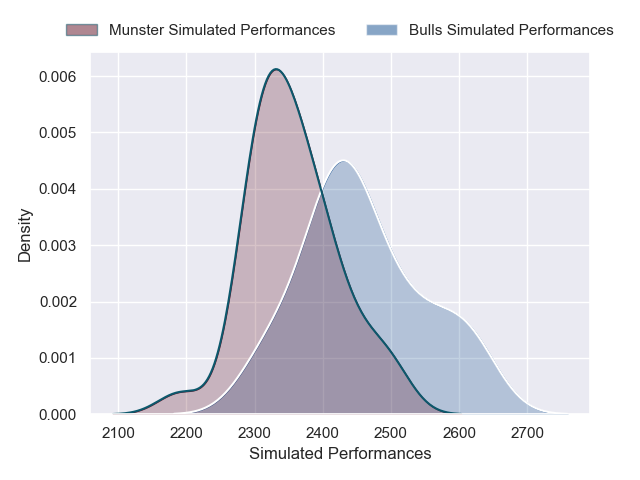 Munster Simulated Performances Bulls Simulated Performances
0.006
0.005
0.004
0.003
0.002
0.001
0.000
Density
2100 2200 2300 2400 2500 2600 2700
Simulated Performances